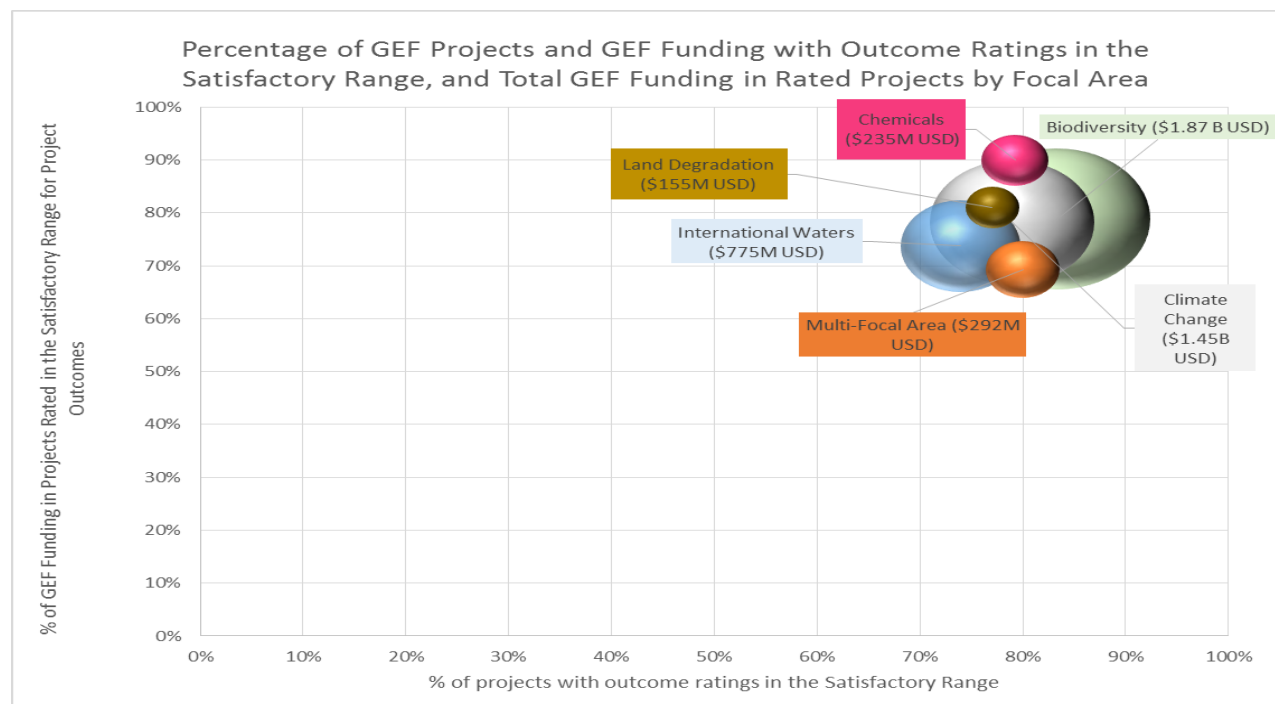 Percentage of GEF Projects and GEF Funding with Outcome Ratings in the
Satisfactory Range, and Total GEF Funding in Rated Projects by Focal Area
% of GEF Funding in Projects Rated in the Satisfactory Range for Project
Outcomes
100%
90%
80%
70%
60%
50%
40%
30%
20%
10%
0%
Chemicals
($235M USD)
Biodiversity ($1.87 B USD)
Land Degradation
($155M USD)
International Waters
($775M USD)
Multi-Focal Area ($292M
USD)
Climate
Change
($1.45B
USD)
0% 10% 20% 30% 40% 50% 60% 70% 80% 90% 100%
% of projects with outcome ratings in the Satisfactory Range